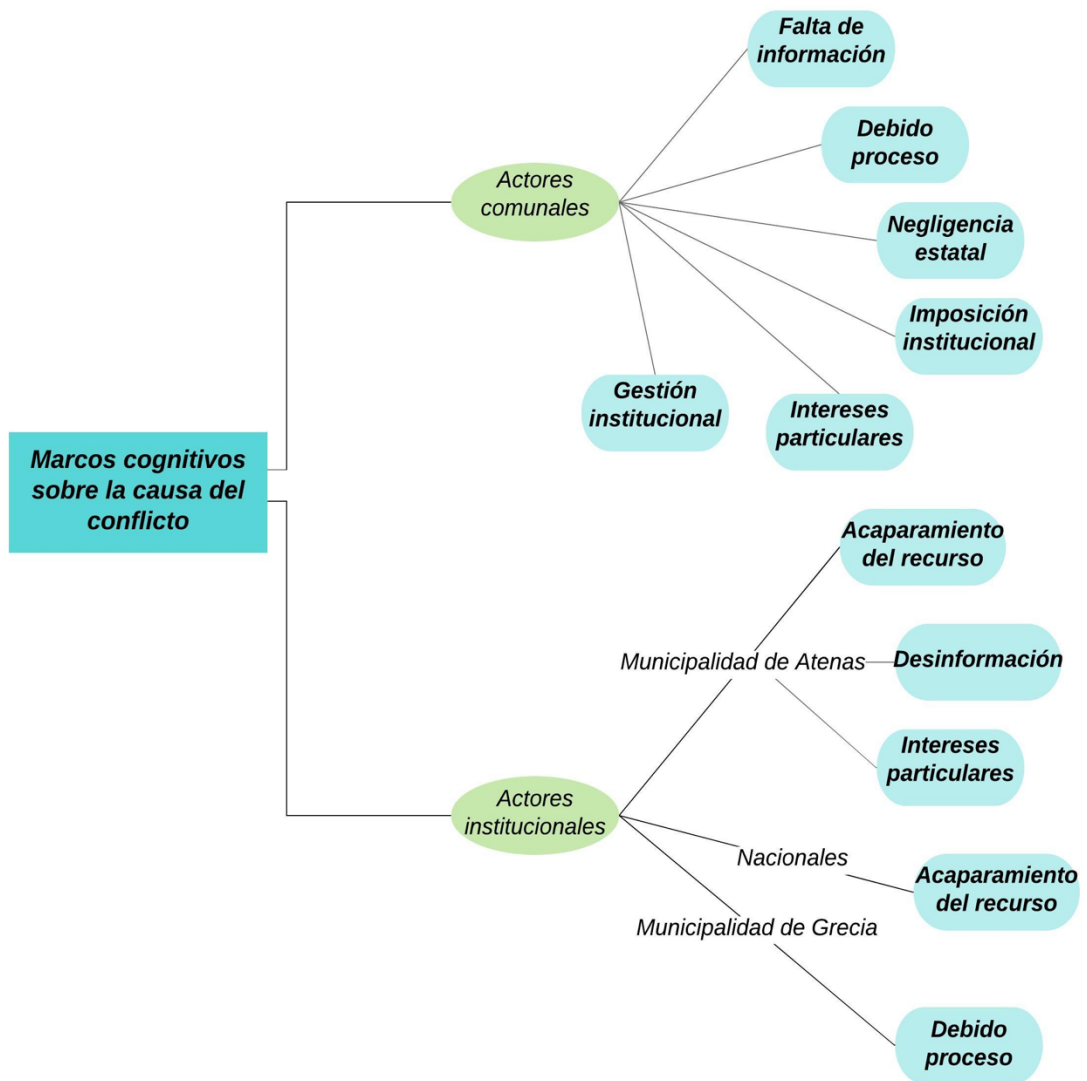 Falta de
información
Debido
proceso
Actores
comunales
Negligencia
estatal
Imposición
institucional
Gestión
institucional
Intereses
particulares
Marcos cognitivos
sobre la causa del
conflicto
Acaparamiento
del recurso
Municipalidad de Atenas
Desinformación
Intereses
particulares
Actores
institucionales
Nacionales
Acaparamiento
del recurso
Municipalidad de Grecia
Debido
proceso